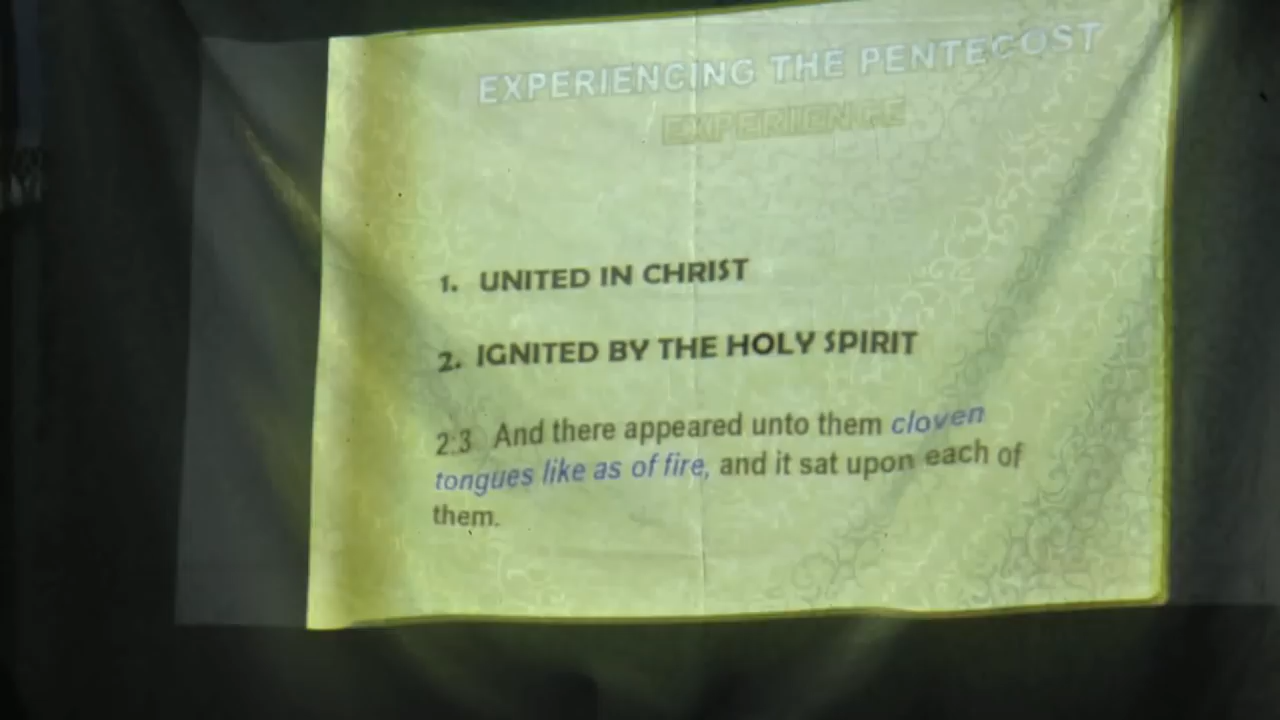 EXPERIENCING THE PENTECOST
EXPERIENCE
1. UNITED IN CHRIST
2. IGNITED BY THE HOLY SPIRIT
2:3 And there appeared unto them cloven
tongues like as of fire, and it sat upon each of
them.